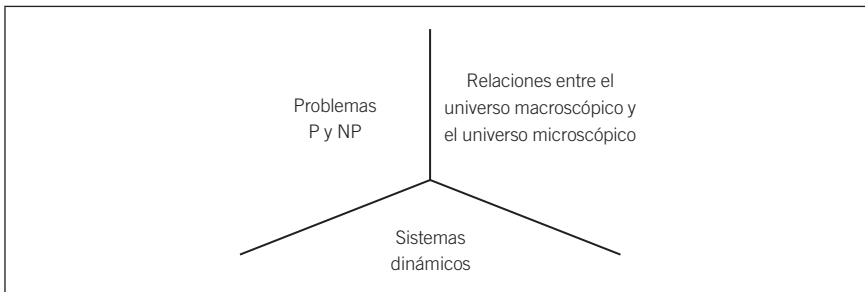 Problemas
P y NP
Relaciones entre el
universo macroscópico y
el universo microscópico
Sistemas
dinámicos